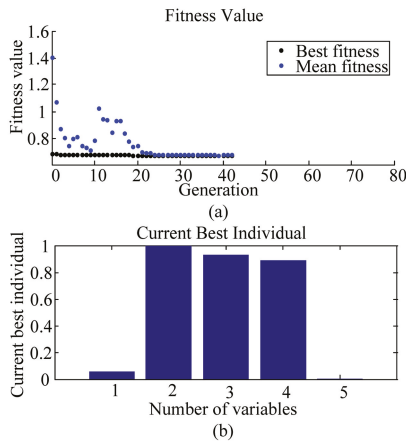 Fitness Value
1.6
1.4
1.2
1
0.8
Fitness value
Best fitness
Mean fitness
0 10 20 30 40 50 60 70 80
Generation
(a)
Current Best Individual
1
0.8
0.6
0.4
0.2
0
Current best individual
1 2 3 4 5
Number of variables
(b)